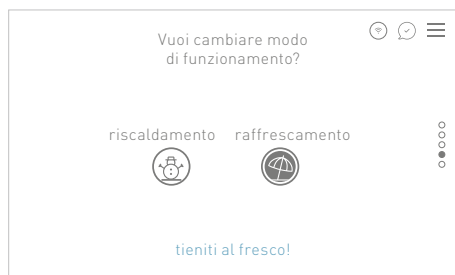 Vuoi cambiare modo
di funzionamento?
riscaldamento raffrescamento
tieniti al fresco!